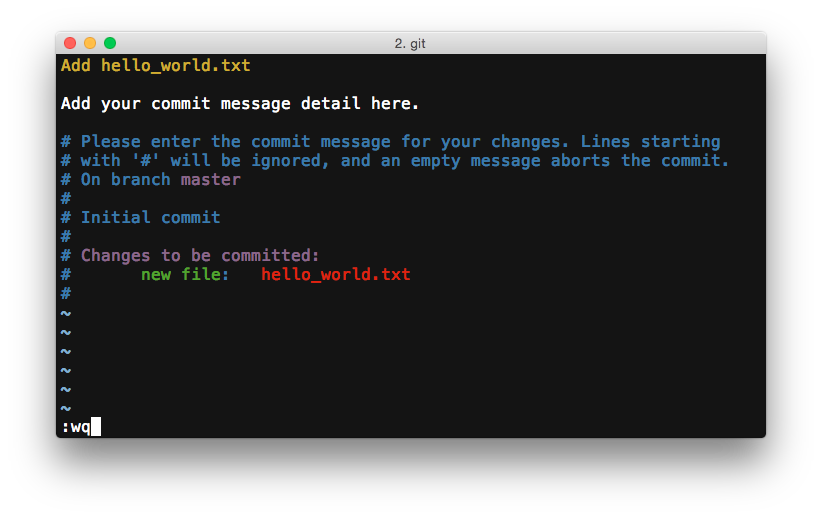 2. git
Add hello_world.txt
Add your commit message detail here.
# Please enter the commit message for your changes. Lines starting
# with '#' will be ignored, and an empty message aborts the commit.
# On branch master
#
# Initial commit
#
# Changes to be committed:
#       new file:   hello_world.txt
#
~
~
~
~
~
~
:wq